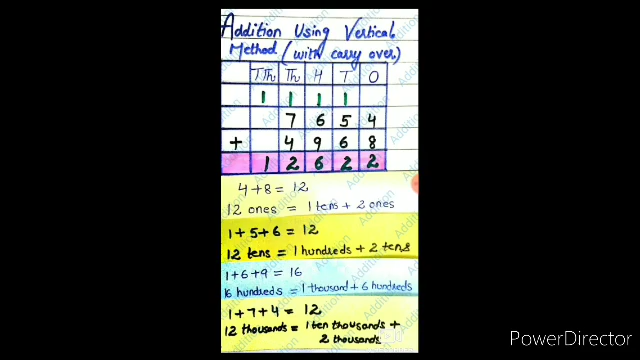 Addition Using Vertical
Method (with carry over)
TTh Th H T O
1 1 1 1
7 6 5 4
+ 4 9 6 8
1 2 6 2 2
4+8 = 12
12 ones = 1 tens + 2 ones
1+5+6 = 12
12 tens = 1 hundreds + 2 tens
1+6+9 = 16
16 hundreds = 1 thousand + 6 hundreds
1+7+4 = 12
12 thousands = 1 ten thousands +
2 thousands
PowerDirector